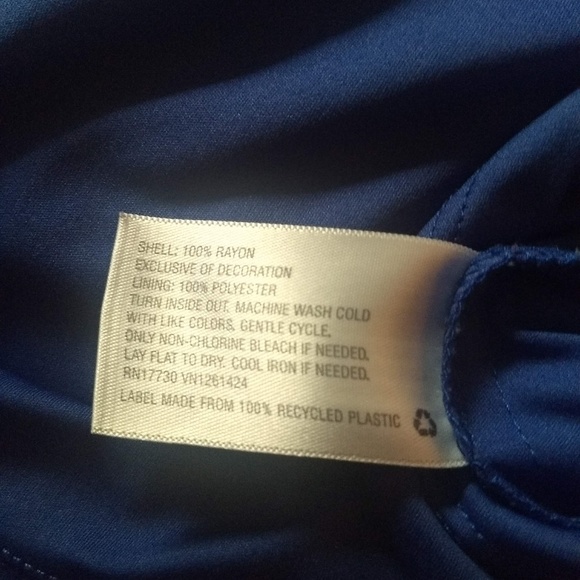 SHELL: 100% RAYON
EXCLUSIVE OF DECORATION
LINING: 100% POLYESTER
TURN INSIDE OUT. MACHINE WASH COLD
WITH LIKE COLORS. GENTLE CYCLE.
ONLY NON-CHLORINE BLEACH IF NEEDED.
LAY FLAT TO DRY. COOL IRON IF NEEDED.
RN17730 VN1261424
LABEL MADE FROM 100% RECYCLED PLASTIC